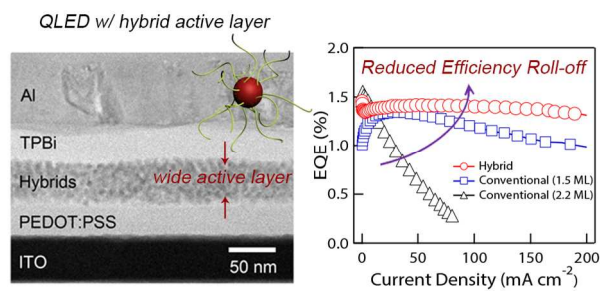 QLED w/ hybrid active layer
Al
TPBi
Hybrids
wide active layer
PEDOT:PSS
ITO
50 nm
Reduced Efficiency Roll-off
EQE (%)
2.0
1.5
1.0
0.5
0.0
Hybrid
Conventional (1.5 ML)
Conventional (2.2 ML)
0 50 100 150 200
Current Density (mA cm-2)